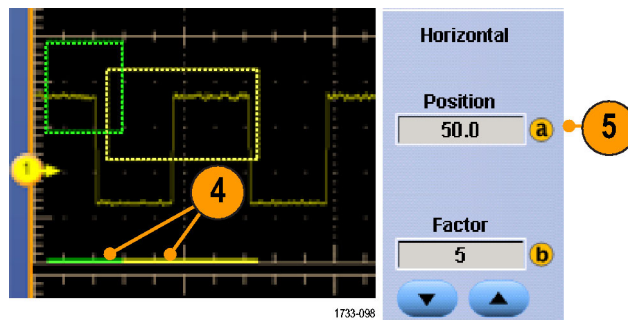 1
4
1733-098
Horizontal
Position
50.0 a
5
Factor
5 b